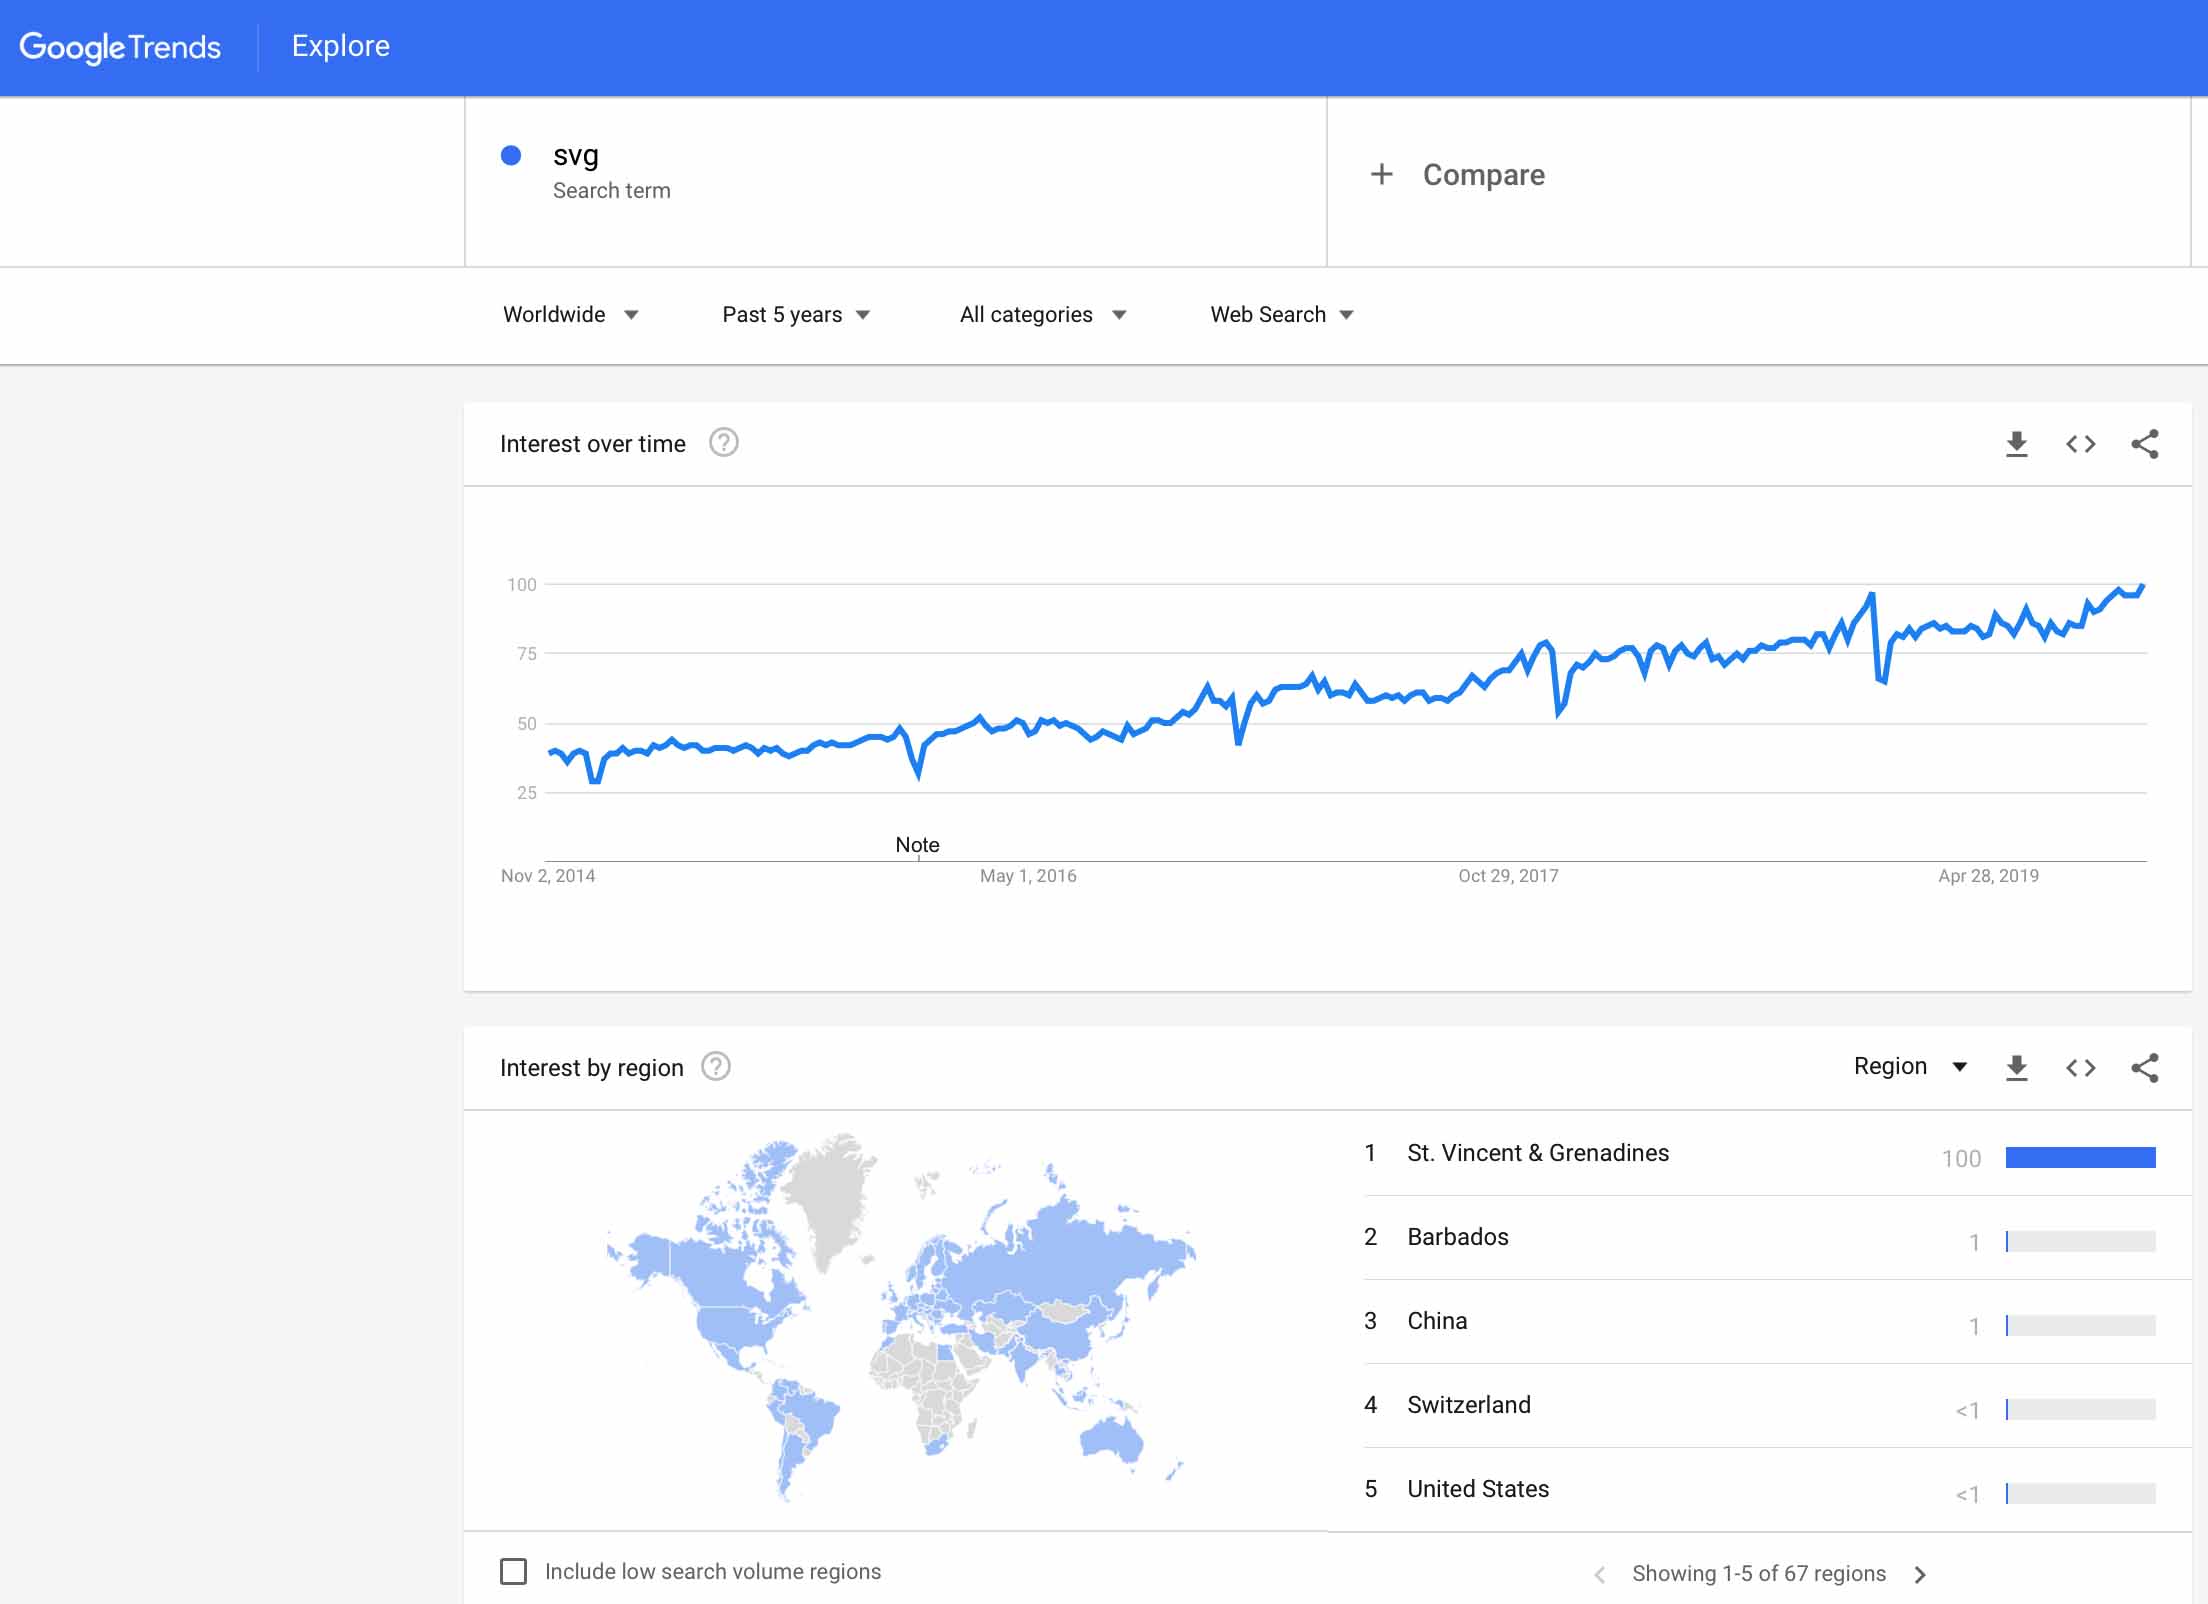 Google Trends Explore
svg
Search term
+ Compare
Worldwide Past 5 years All categories Web Search
Interest over time ?
100
75
50
25
Note
Nov 2, 2014 May 1, 2016 Oct 29, 2017 Apr 28, 2019
Interest by region ? Region
1 St. Vincent & Grenadines 100
2 Barbados 1
3 China 1
4 Switzerland <1
5 United States <1
Include low search volume regions
Showing 1-5 of 67 regions